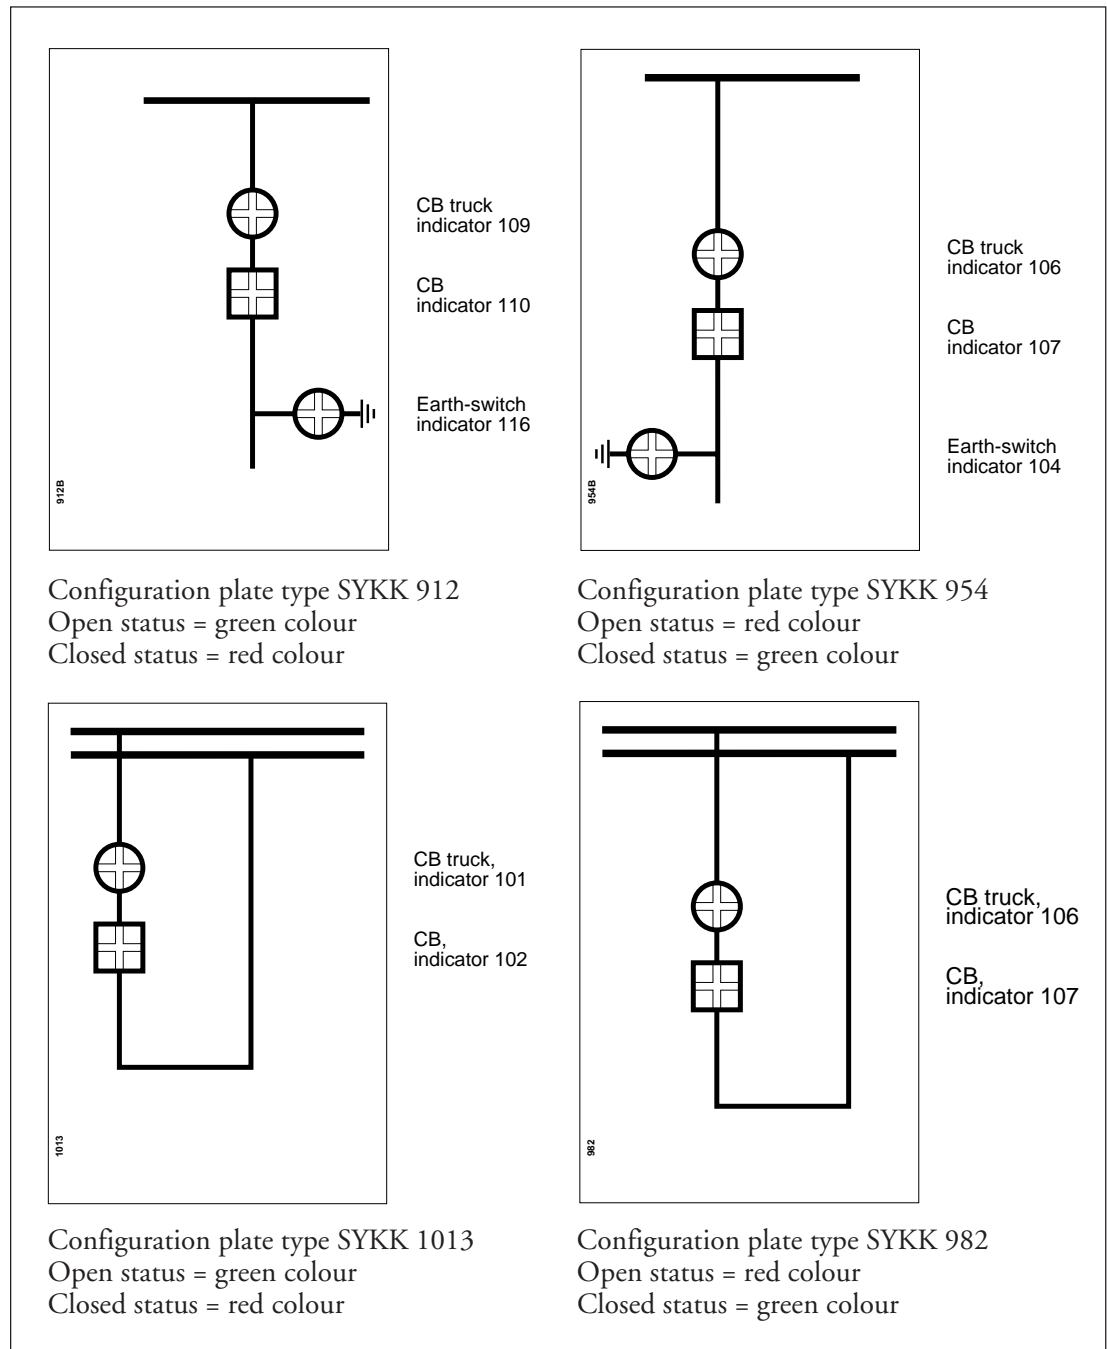 CB truck
indicator 109
CB
indicator 110
Earth-switch
indicator 116
912B
Configuration plate type SYKK 912
Open status = green colour
Closed status = red colour
CB truck
indicator 106
CB
indicator 107
Earth-switch
indicator 104
954B
Configuration plate type SYKK 954
Open status = red colour
Closed status = green colour
CB truck,
indicator 101
CB,
indicator 102
1013
Configuration plate type SYKK 1013
Open status = green colour
Closed status = red colour
CB truck,
indicator 106
CB,
indicator 107
982
Configuration plate type SYKK 982
Open status = red colour
Closed status = green colour